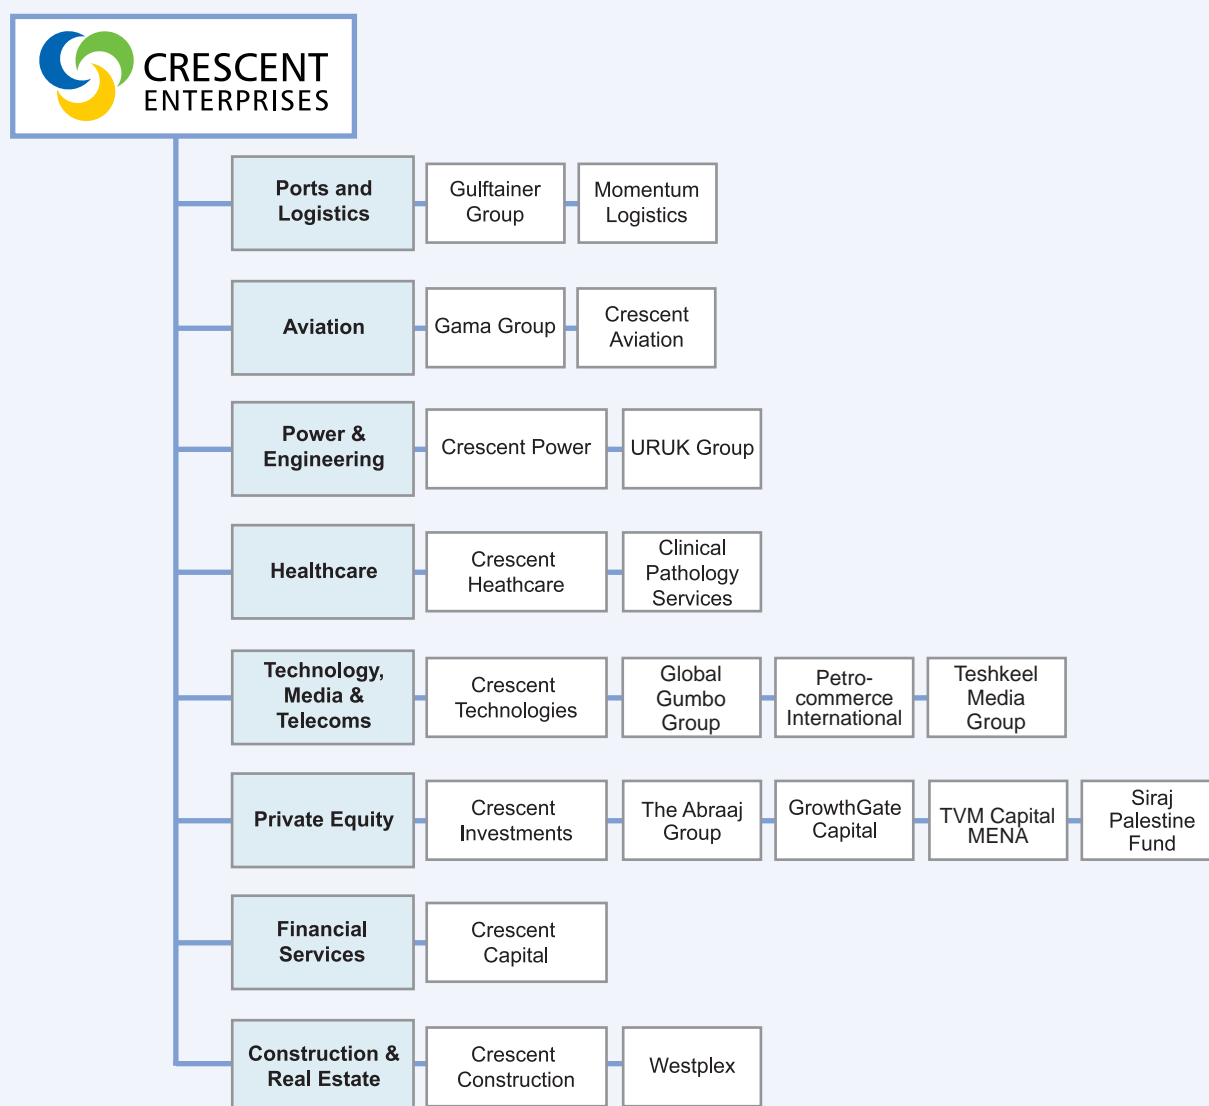 CRESCENT
ENTERPRISES
Ports and
Logistics
Gulftainer
Group
Momentum
Logistics
Aviation
Gama Group
Crescent
Aviation
Power &
Engineering
Crescent Power
URUK Group
Healthcare
Crescent
Heathcare
Clinical
Pathology
Services
Technology,
Media &
Telecoms
Crescent
Technologies
Global
Gumbo
Group
Petro-
commerce
International
Teshkeel
Media
Group
Private Equity
Crescent
Investments
The Abraaj
Group
GrowthGate
Capital
TVM Capital
MENA
Siraj
Palestine
Fund
Financial
Services
Crescent
Capital
Construction &
Real Estate
Crescent
Construction
Westplex